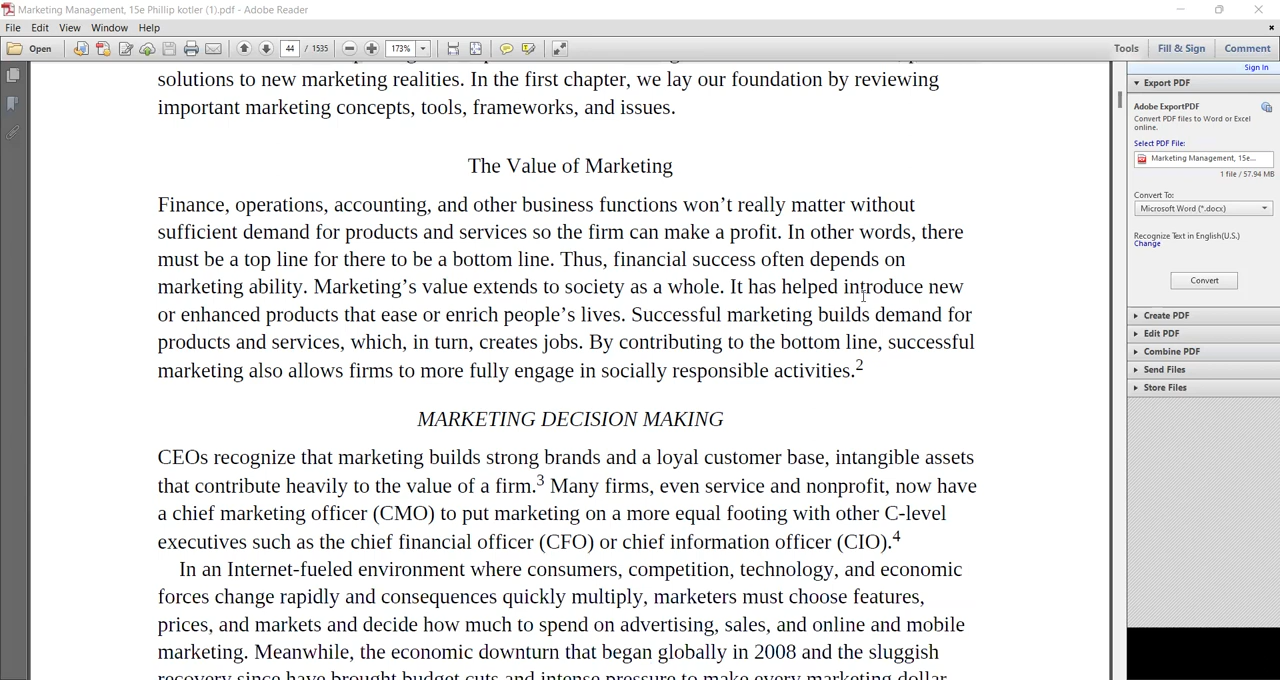 Marketing Management, 15e Phillip kotler (1).pdf - Adobe Reader
File Edit View Window Help
Open 44 / 1535 173% Tools Fill & Sign Comment
solutions to new marketing realities. In the first chapter, we lay our foundation by reviewing
important marketing concepts, tools, frameworks, and issues.
The Value of Marketing
Finance, operations, accounting, and other business functions won’t really matter without
sufficient demand for products and services so the firm can make a profit. In other words, there
must be a top line for there to be a bottom line. Thus, financial success often depends on
marketing ability. Marketing’s value extends to society as a whole. It has helped introduce new
or enhanced products that ease or enrich people’s lives. Successful marketing builds demand for
products and services, which, in turn, creates jobs. By contributing to the bottom line, successful
marketing also allows firms to more fully engage in socially responsible activities.2
MARKETING DECISION MAKING
CEOs recognize that marketing builds strong brands and a loyal customer base, intangible assets
that contribute heavily to the value of a firm.3 Many firms, even service and nonprofit, now have
a chief marketing officer (CMO) to put marketing on a more equal footing with other C-level
executives such as the chief financial officer (CFO) or chief information officer (CIO).4
In an Internet-fueled environment where consumers, competition, technology, and economic
forces change rapidly and consequences quickly multiply, marketers must choose features,
prices, and markets and decide how much to spend on advertising, sales, and online and mobile
marketing. Meanwhile, the economic downturn that began globally in 2008 and the sluggish
recovery since have brought budget cuts and intense pressure to make every marketing dollar
Sign In
Export PDF
Adobe ExportPDF
Convert PDF files to Word or Excel
online.
Select PDF File:
Marketing Management, 15e...
1 file / 57.94 MB
Convert To:
Microsoft Word (*.docx)
Recognize Text in English(U.S.)
Change
Convert
Create PDF
Edit PDF
Combine PDF
Send Files
Store Files